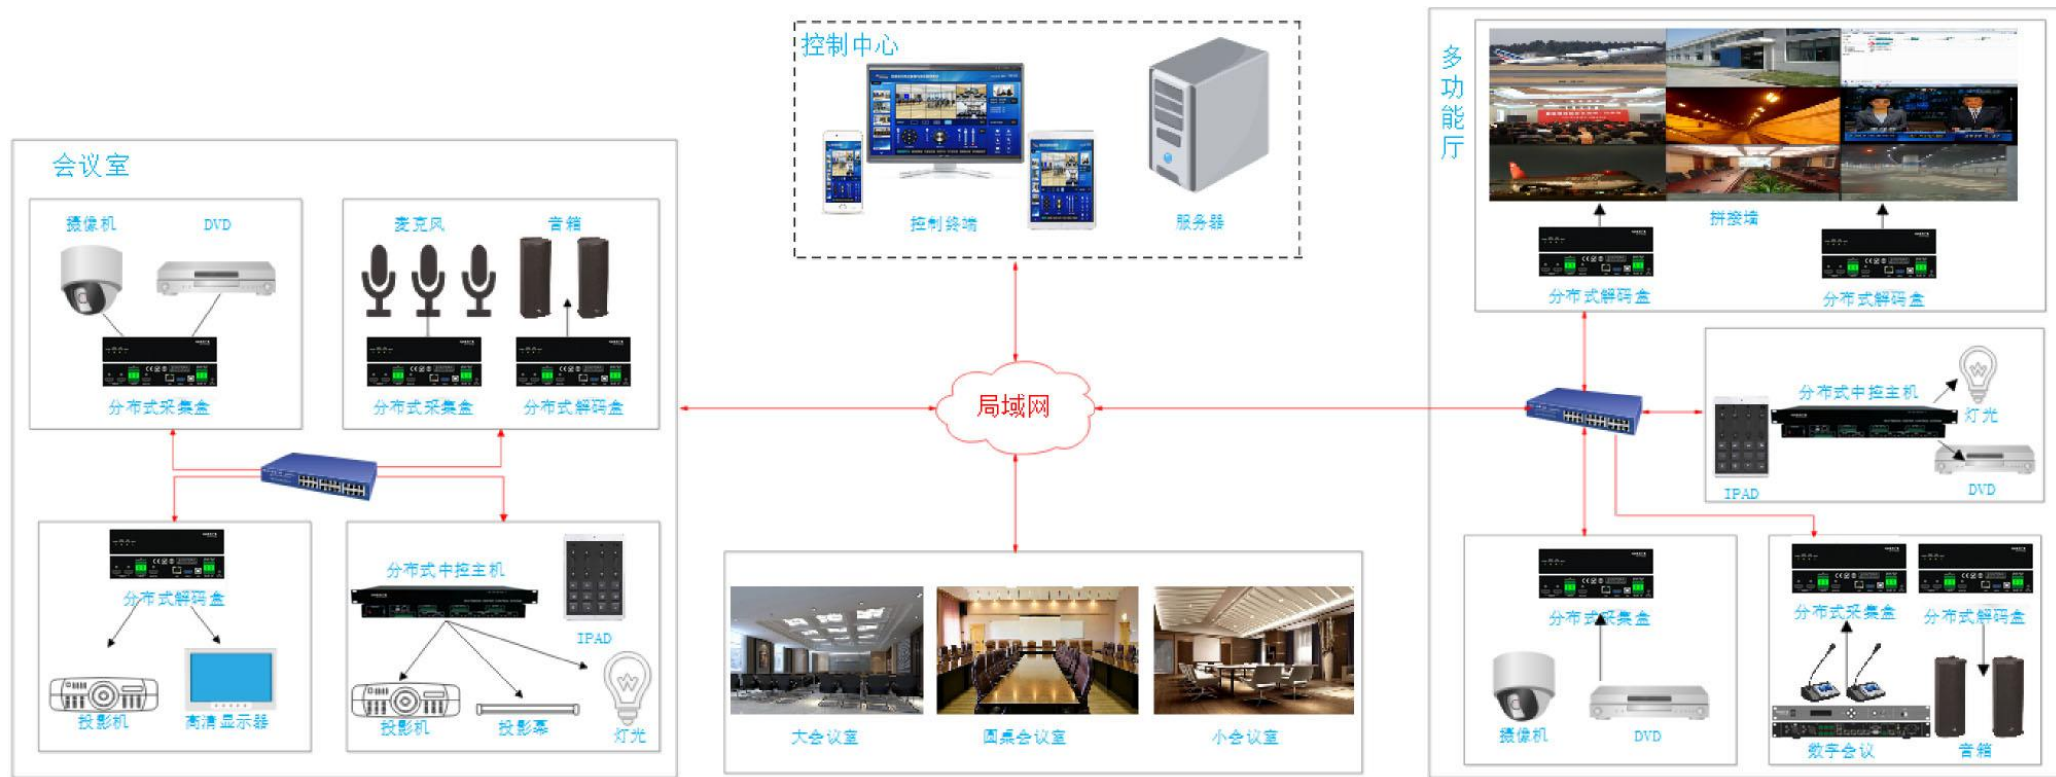 控制中心
控制终端
服务器
会议室
摄像机
DVD
分布式采集盒
麦克风
音箱
分布式采集盒
分布式解码盒
分布式解码盒
投影机
高清显示器
分布式中控主机
IPAD
投影机
投影幕
灯光
局域网
大会议室
圆桌会议室
小会议室
多功能厅
拼接墙
分布式解码盒
分布式解码盒
分布式中控主机
灯光
IPAD
DVD
分布式采集盒
摄像机
DVD
分布式采集盒
分布式解码盒
数字会议
音箱